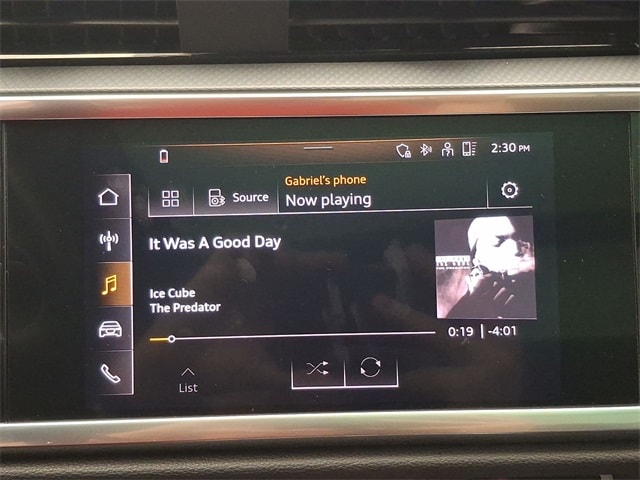 2:30 PM
Gabriel's phone
Source
Now playing
It Was A Good Day
Ice Cube
The Predator
0:19 | -4:01
List